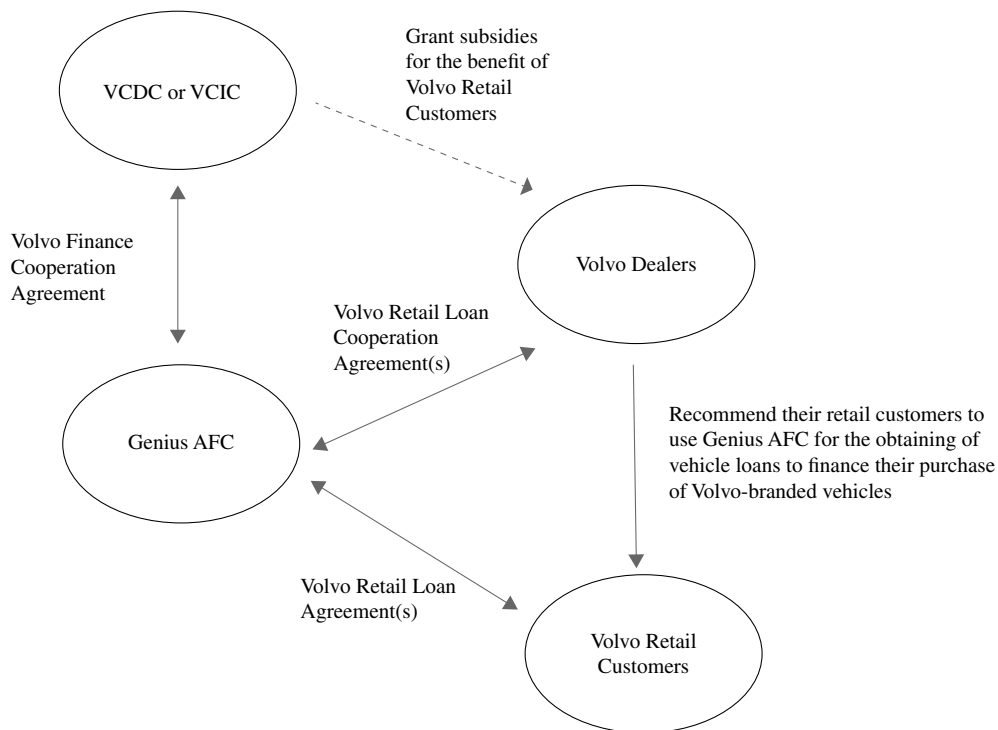 Grant subsidies
for the benefit of
Volvo Retail
Customers
VCDC or VCIC
Volvo Finance
Cooperation
Agreement
Volvo Dealers
Volvo Retail Loan
Cooperation
Agreement(s)
Genius AFC
Recommend their retail customers to
use Genius AFC for the obtaining of
vehicle loans to finance their purchase
of Volvo-branded vehicles
Volvo Retail Loan
Agreement(s)
Volvo Retail
Customers